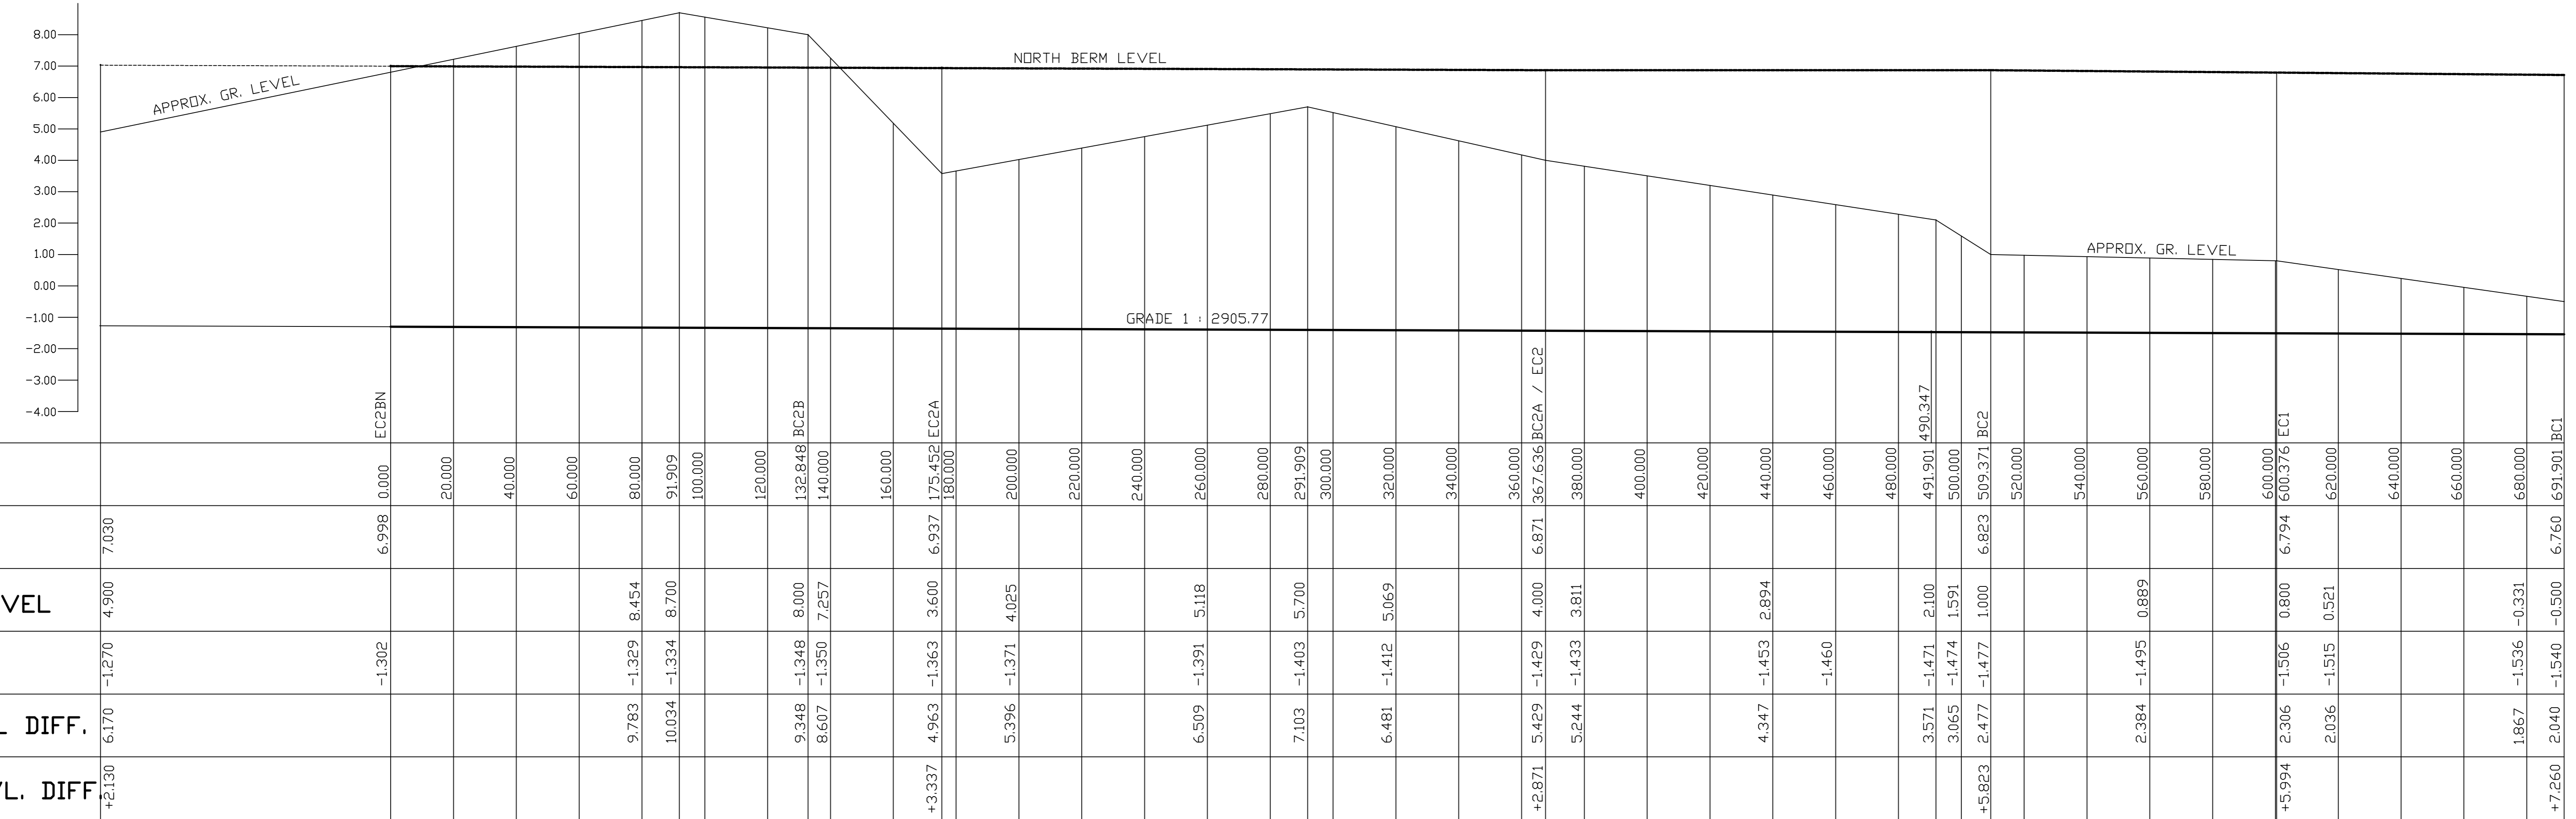 8.00
7.00
6.00
5.00
4.00
3.00
2.00
1.00
0.00
-1.00
-2.00
-3.00
-4.00
APPROX. GR. LEVEL
NORTH BERM LEVEL
APPROX. GR. LEVEL
GRADE 1 : 2905.77
EC2BN
BC2B
EC2A
BC2A / EC2
490.347
BC2
EC1
BC1
0.000 20.000 40.000 60.000 80.000 91.909 100.000 120.000 132.848 140.000 160.000 175.452 180.000 200.000 220.000 240.000 260.000 280.000 291.909 300.000 320.000 340.000 360.000 367.636 380.000 400.000 420.000 440.000 460.000 480.000 491.901 500.000 509.371 520.000 540.000 560.000 580.000 600.000 600.376 620.000 640.000 660.000 680.000 691.901
7.030 6.998 6.937 6.871 6.823 6.794 6.760
VEL 4.900 8.454 8.700 8.000 7.257 3.600 4.025 5.118 5.700 5.069 4.000 3.811 2.894 2.100 1.591 1.000 0.889 0.800 0.521 -0.331 -0.500
-1.270 -1.302 -1.329 -1.334 -1.348 -1.350 -1.363 -1.371 -1.391 -1.403 -1.412 -1.429 -1.433 -1.453 -1.460 -1.471 -1.474 -1.477 -1.495 -1.506 -1.515 -1.536 -1.540
DIFF. 6.170 9.783 10.034 9.348 8.607 4.963 5.396 6.509 7.103 6.481 5.429 5.244 4.347 3.571 3.065 2.477 2.384 2.306 2.036 1.867 2.040
L. DIFF. +2.130 +3.337 +2.871 +5.823 +5.994 +7.260